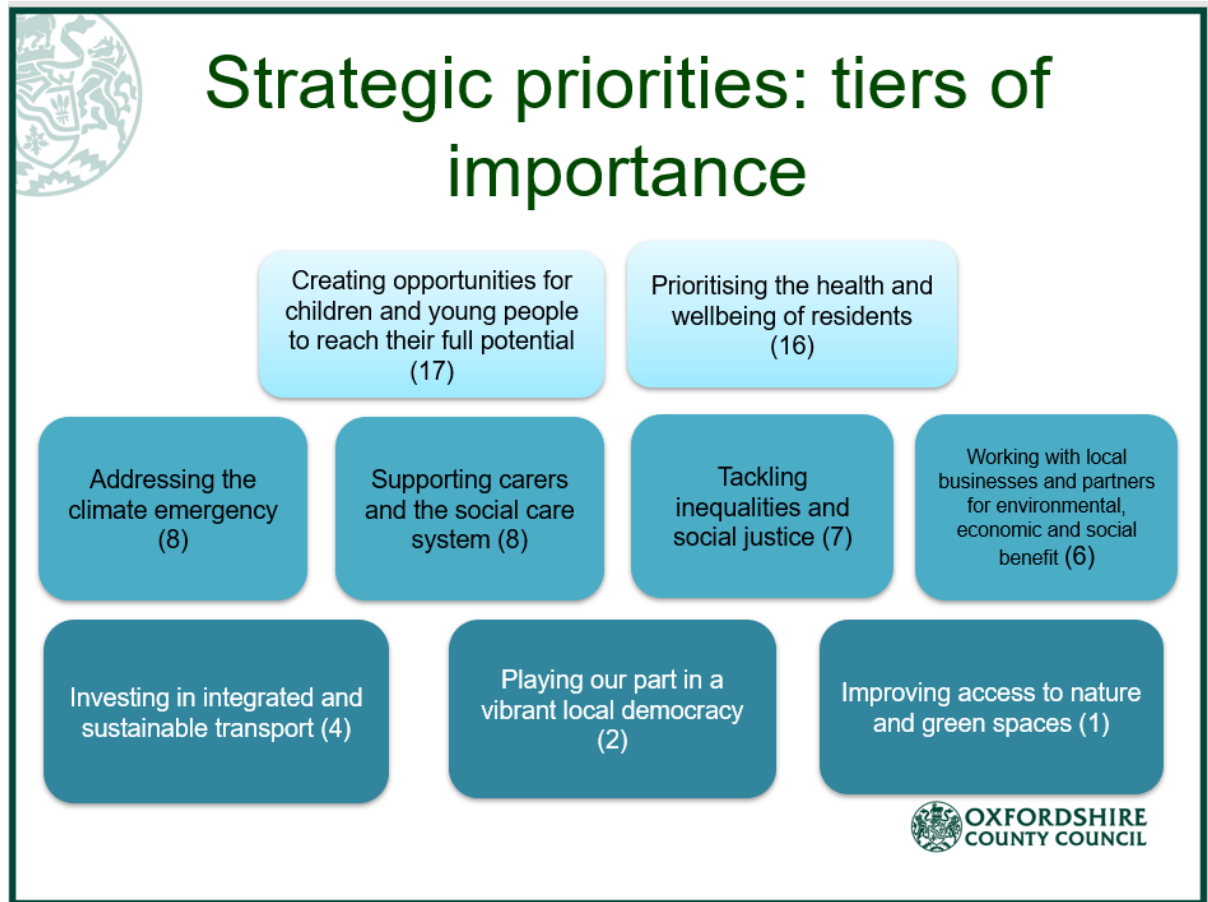 Strategic priorities: tiers of
importance
Creating opportunities for
children and young people
to reach their full potential
(17)
Prioritising the health and
wellbeing of residents
(16)
Addressing the
climate emergency
(8)
Supporting carers
and the social care
system (8)
Tackling
inequalities and
social justice (7)
Working with local
businesses and partners
for environmental,
economic and social
benefit (6)
Investing in integrated and
sustainable transport (4)
Playing our part in a
vibrant local democracy
(2)
Improving access to nature
and green spaces (1)
OXFORDSHIRE
COUNTY COUNCIL